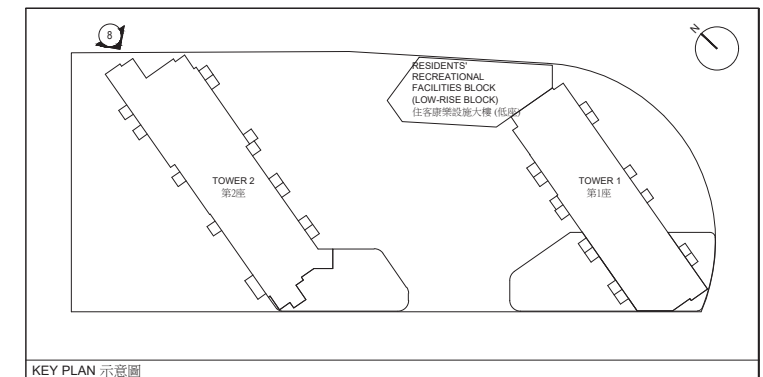 8
N
RESIDENTS'
RECREATIONAL
FACILITIES BLOCK
(LOW-RISE BLOCK)
住客康樂設施大樓 (低座)
TOWER 2
第2座
TOWER 1
第1座
KEY PLAN 示意圖